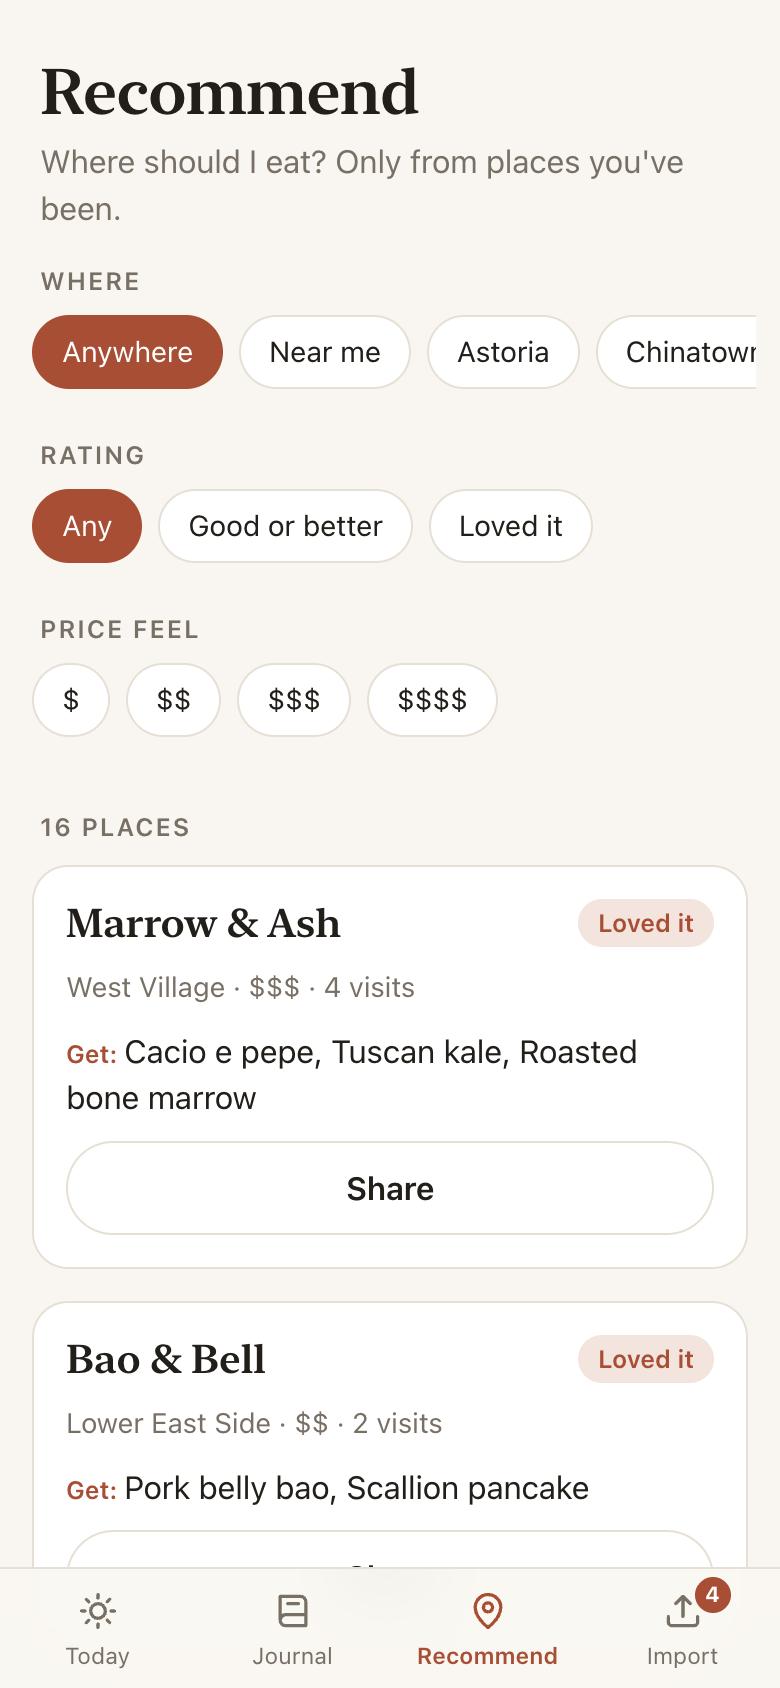 Recommend
Where should I eat? Only from places you've
been.
WHERE
Anywhere
Near me
Astoria
Chinatown
RATING
Any
Good or better
Loved it
PRICE FEEL
$
$$
$$$
$$$$
16 PLACES
Marrow & Ash
Loved it
West Village · $$$ · 4 visits
Get: Cacio e pepe, Tuscan kale, Roasted
bone marrow
Share
Bao & Bell
Loved it
Lower East Side · $$ · 2 visits
Get: Pork belly bao, Scallion pancake
4
Today
Journal
Recommend
Import